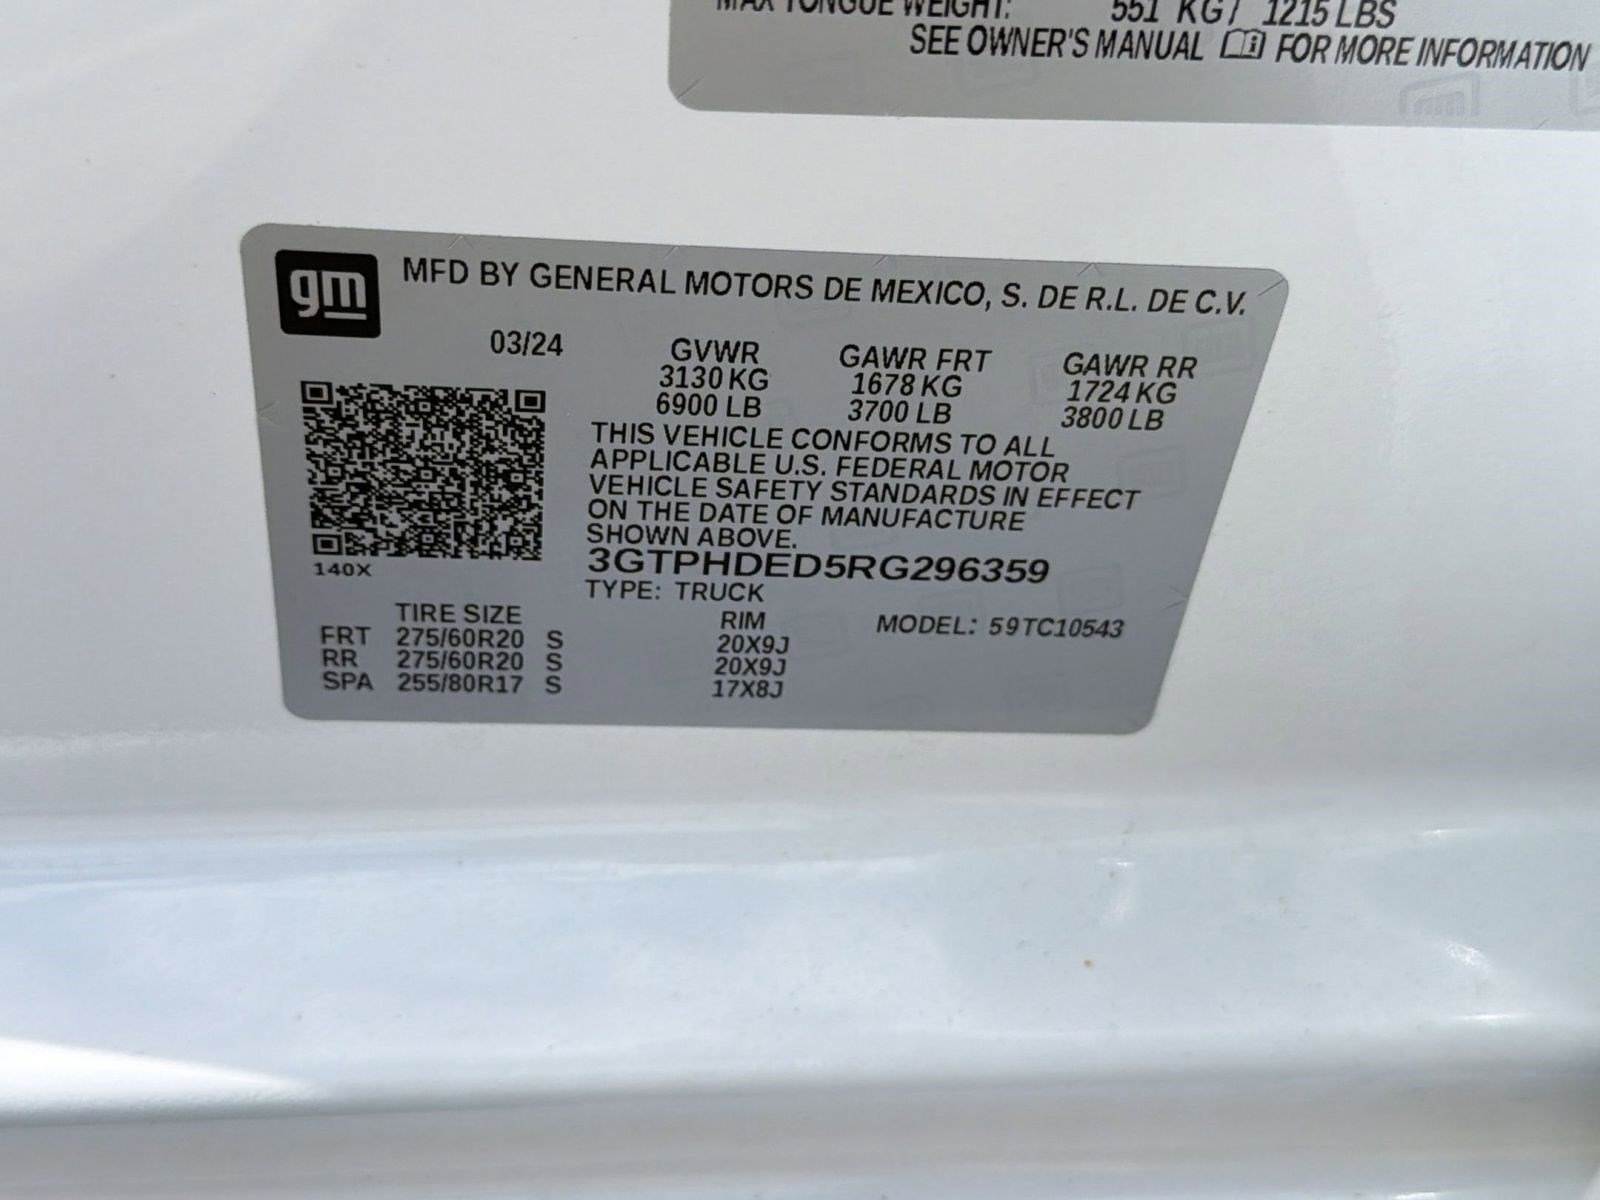 MAX TONGUE WEIGHT: 551 KG / 1215 LBS
SEE OWNER'S MANUAL FOR MORE INFORMATION
gm
MFD BY GENERAL MOTORS DE MEXICO, S. DE R.L. DE C.V.
03/24
GVWR GAWR FRT GAWR RR
3130 KG 1678 KG 1724 KG
6900 LB 3700 LB 3800 LB
THIS VEHICLE CONFORMS TO ALL
APPLICABLE U.S. FEDERAL MOTOR
VEHICLE SAFETY STANDARDS IN EFFECT
ON THE DATE OF MANUFACTURE
SHOWN ABOVE.
3GTPHDED5RG296359
140X
TYPE: TRUCK
TIRE SIZE RIM MODEL: 59TC10543
FRT 275/60R20 S 20X9J
RR 275/60R20 S 20X9J
SPA 255/80R17 S 17X8J